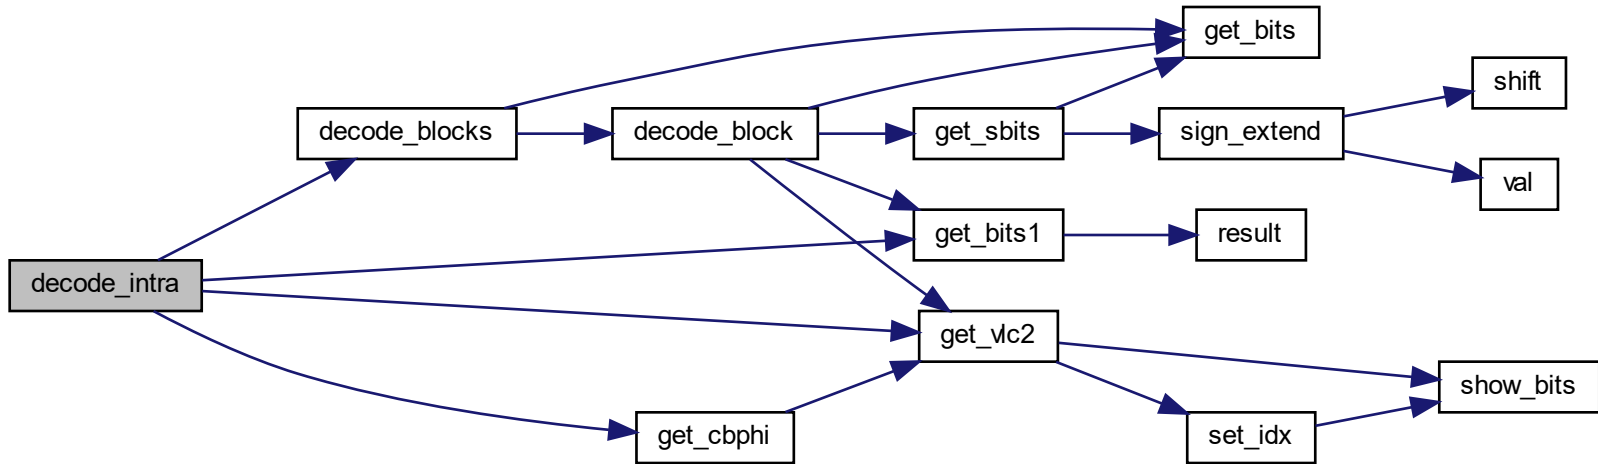 get_bits
shift
decode_blocks
decode_block
get_sbits
sign_extend
val
get_bits1
result
decode_intra
get_vlc2
show_bits
get_cbphi
set_idx